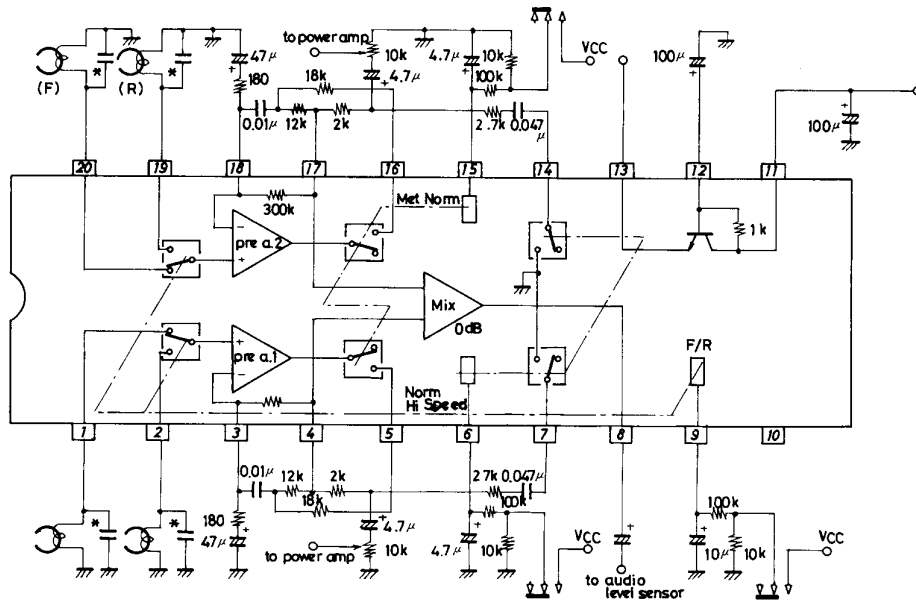 to power amp 10k 4.7μ 10k VCC
47μ 4.7μ 100μ
180 18k 100k 100μ
(F) * (R) *
0.01μ 12k 2k 2.7k 0.047μ
20 19 18 17 16 15 14 13 12 11
300k Met Norm
pre a.2 1k
Mix
0dB
pre a.1 F/R
Norm
Hi Speed
1 2 3 4 5 6 7 8 9 10
0.01μ 12k 2k 27k 0.047μ
18k 100k 100k
* * 180 4.7μ
47μ to power amp 10k 4.7μ 10k VCC 10μ 10k VCC
to audio
level sensor